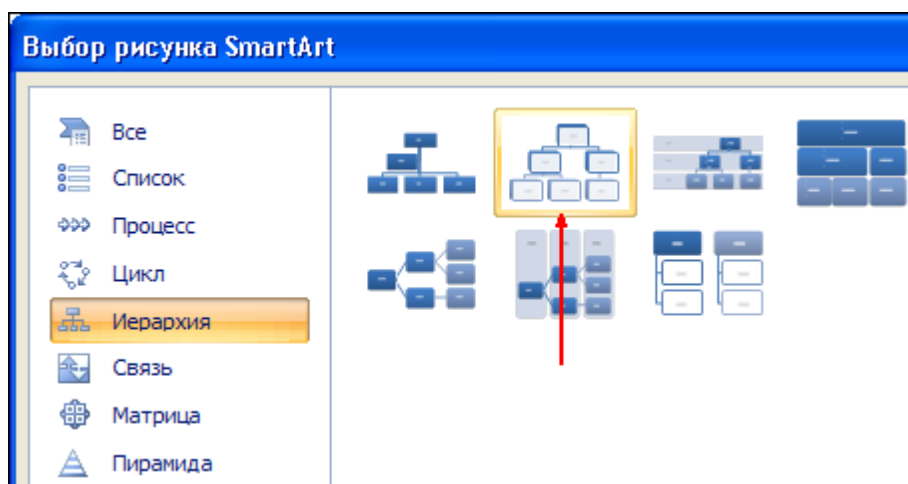 Выбор рисунка SmartArt
Все
Список
Процесс
Цикл
Иерархия
Связь
Матрица
Пирамида